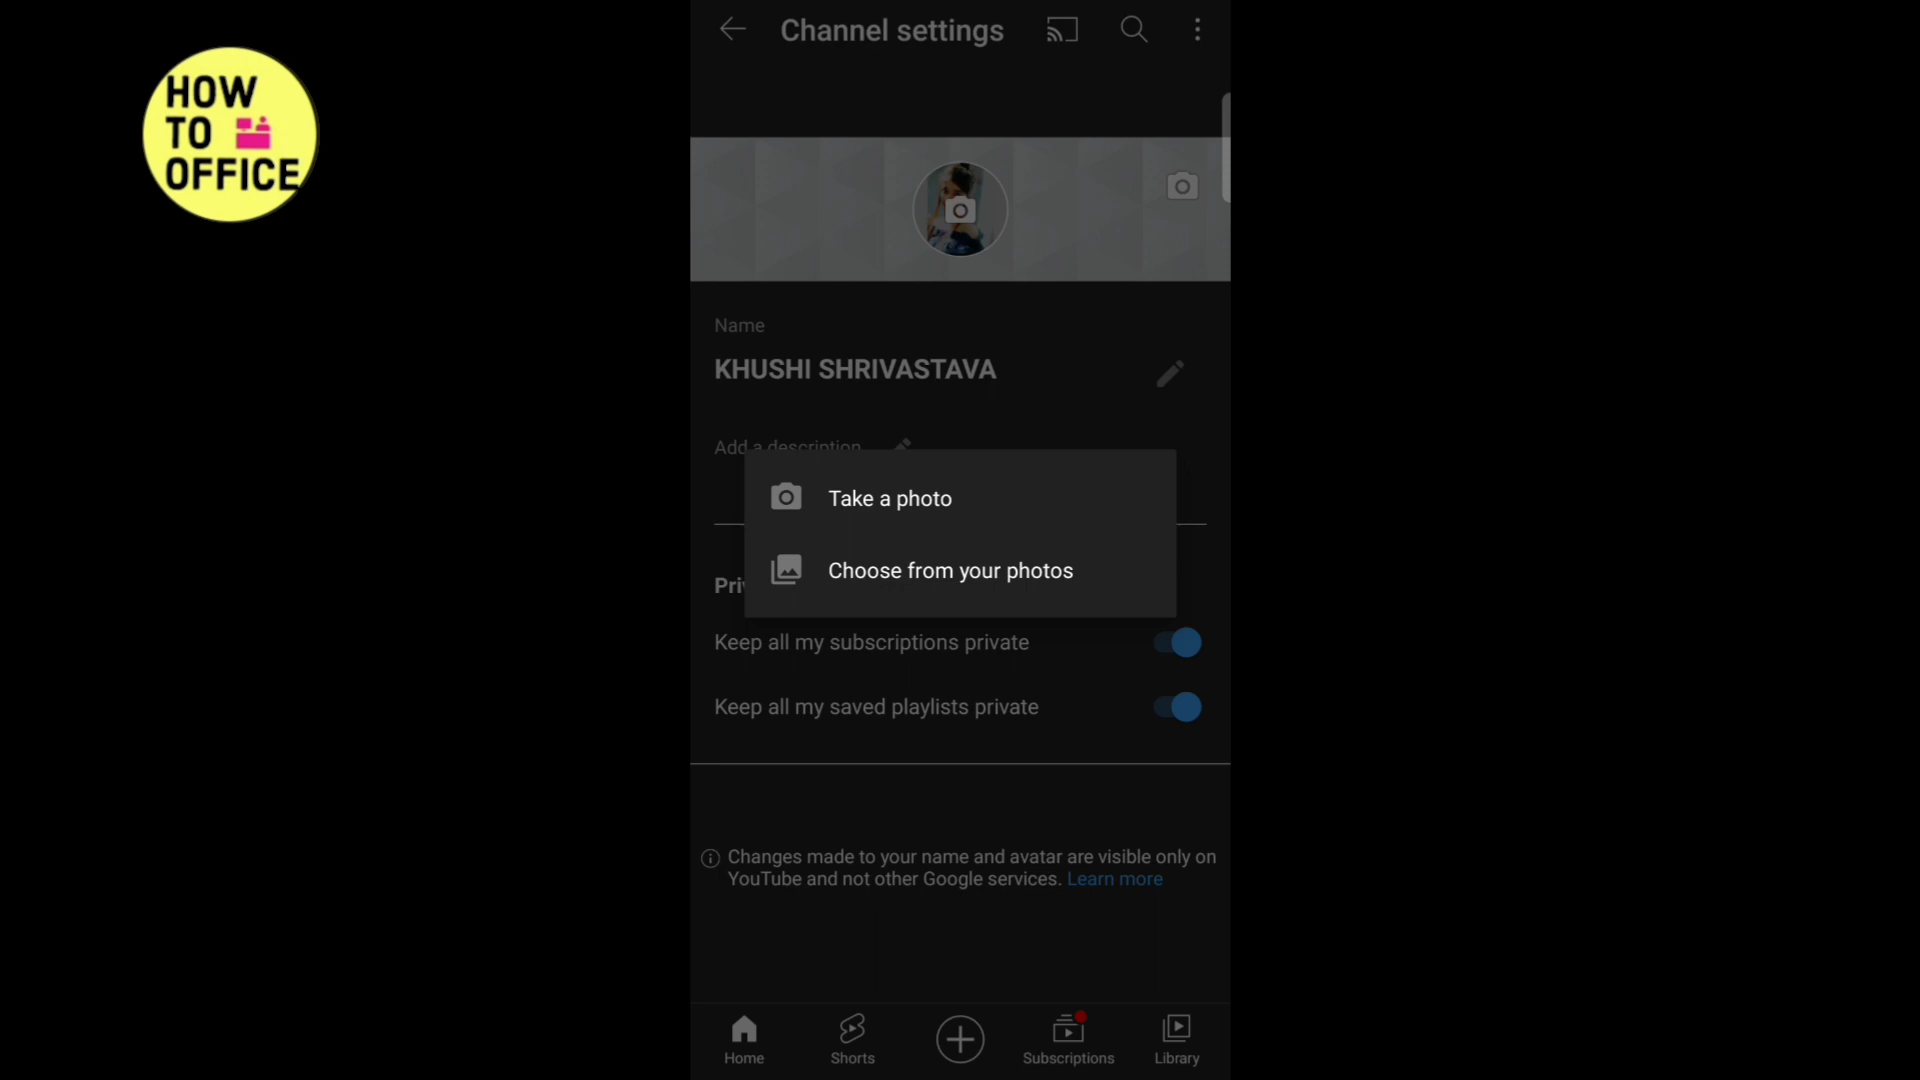 HOW
TO
OFFICE
Channel settings
Name
KHUSHI SHRIVASTAVA
Add a description
Take a photo
Choose from your photos
Keep all my subscriptions private
Keep all my saved playlists private
Changes made to your name and avatar are visible only on
YouTube and not other Google services. Learn more
Home
Shorts
Subscriptions
Library